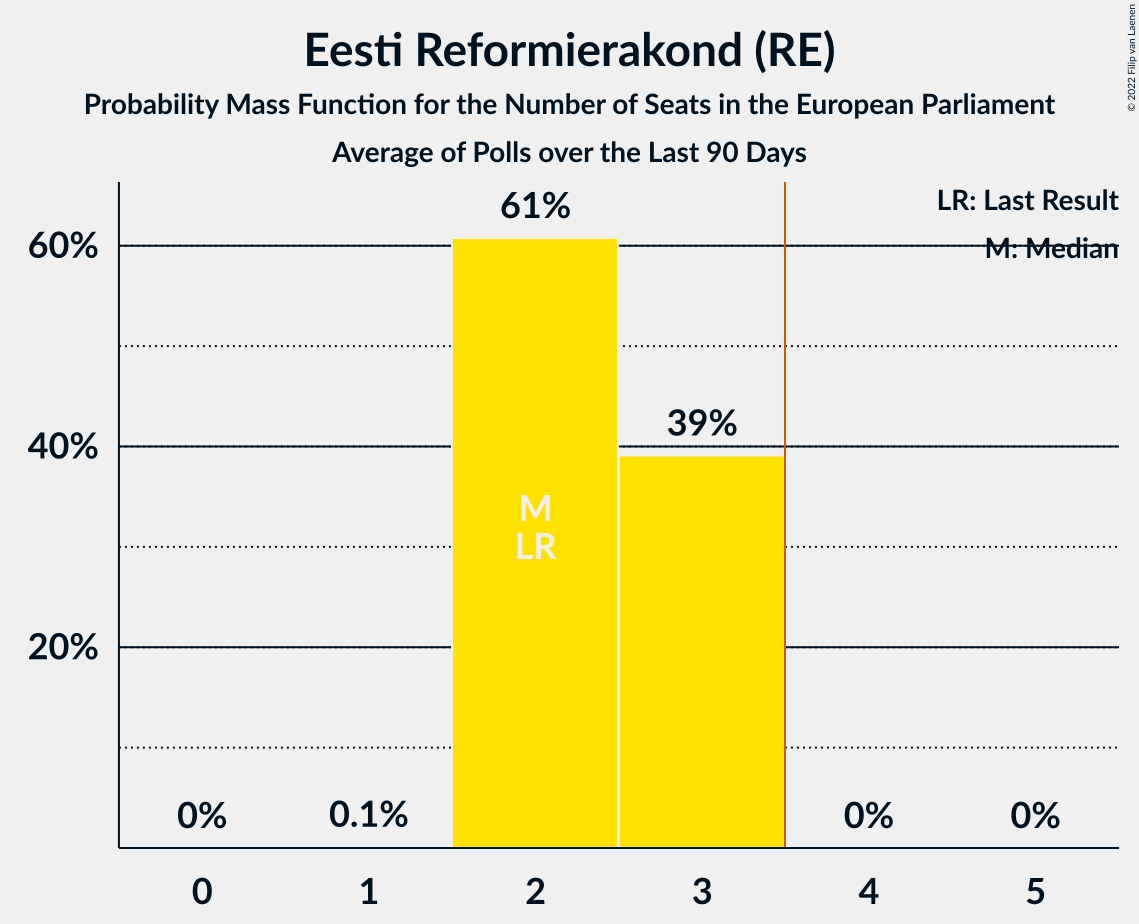 Eesti Reformierakond (RE)
Probability Mass Function for the Number of Seats in the European Parliament
Average of Polls over the Last 90 Days
© 2022 Filip van Laenen
LR: Last Result
M: Median
61%
60%
39%
40%
M
LR
20%
0%
0.1%
0%
0%
0
1
2
3
4
5